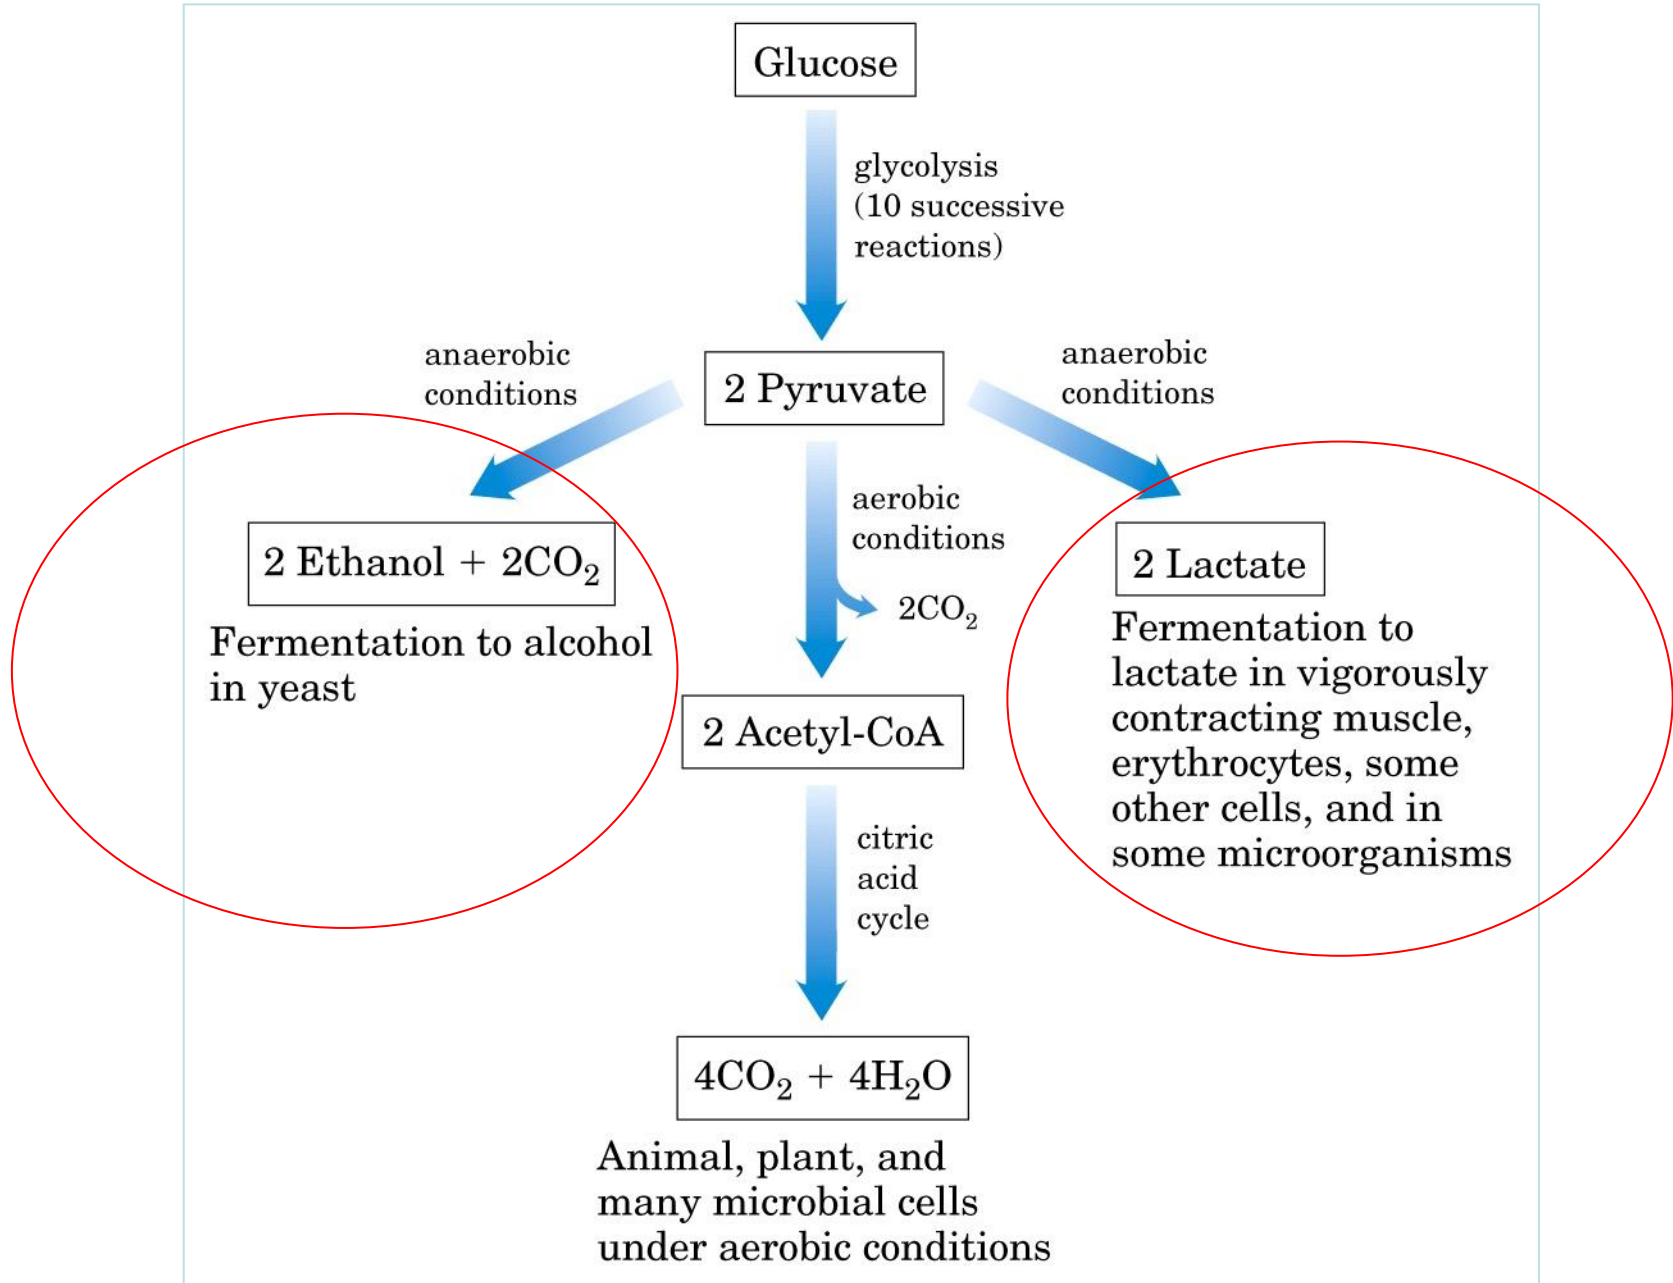 Glucose
glycolysis
(10 successive
reactions)
anaerobic
conditions
2 Pyruvate
anaerobic
conditions
2 Ethanol + 2CO₂
Fermentation to alcohol
in yeast
aerobic
conditions
2CO₂
2 Lactate
Fermentation to
lactate in vigorously
contracting muscle,
erythrocytes, some
other cells, and in
some microorganisms
2 Acetyl-CoA
citric
acid
cycle
4CO₂ + 4H₂O
Animal, plant, and
many microbial cells
under aerobic conditions